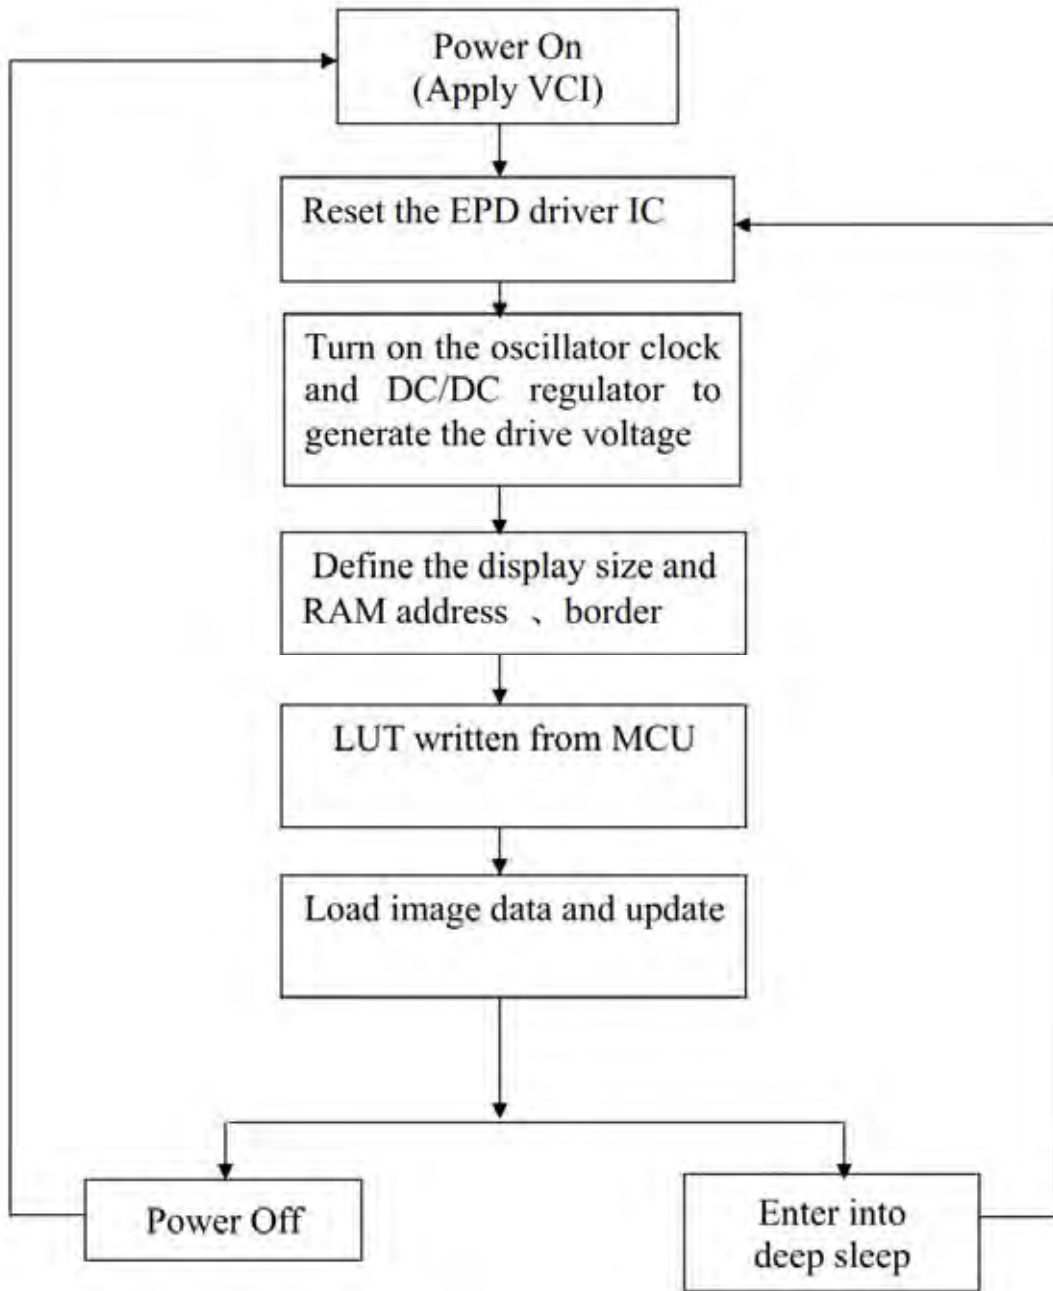 Power On
(Apply VCI)
Reset the EPD driver IC
Turn on the oscillator clock
and DC/DC regulator to
generate the drive voltage
Define the display size and
RAM address 、border
LUT written from MCU
Load image data and update
Power Off
Enter into
deep sleep